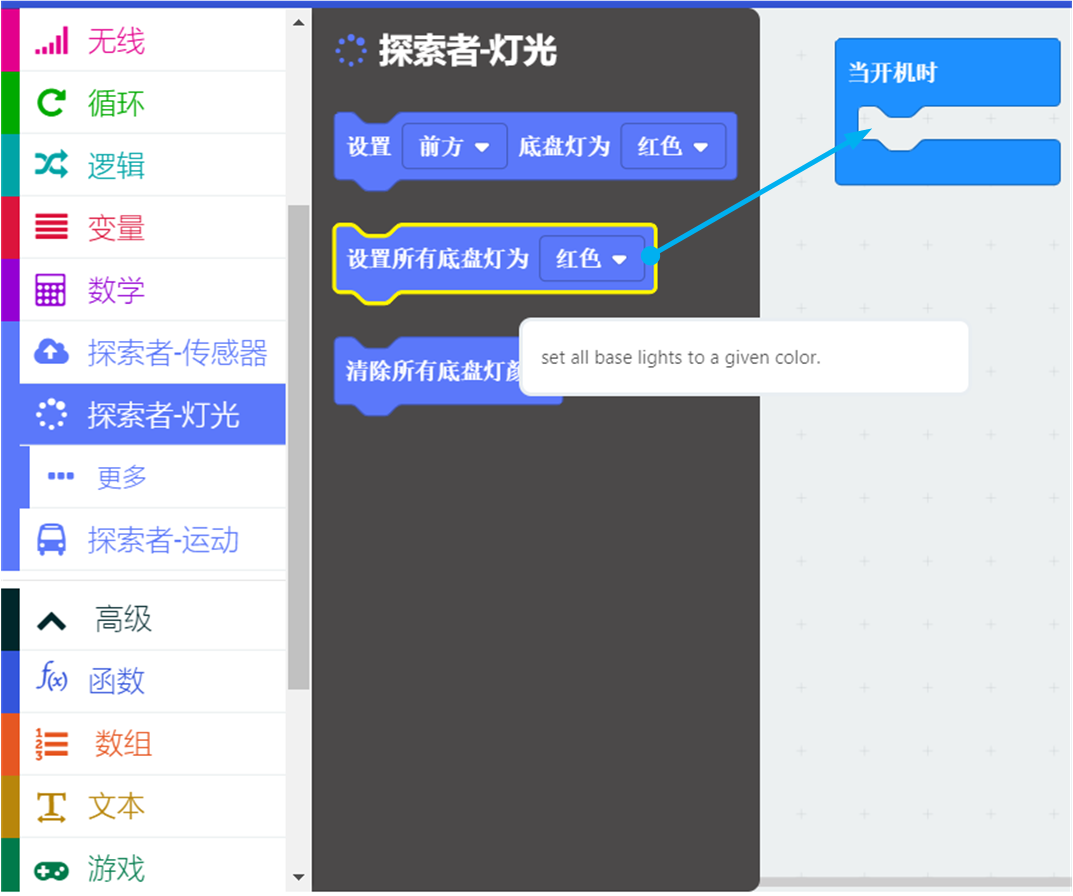 无线
循环
逻辑
变量
数学
探索者-传感器
探索者-灯光
更多
探索者-运动
高级
f(x) 函数
1
2
3
数组
文本
游戏
探索者-灯光
设置 前方 底盘灯为 红色
设置所有底盘灯为 红色
清除所有底盘灯
set all base lights to a given color.
当开机时